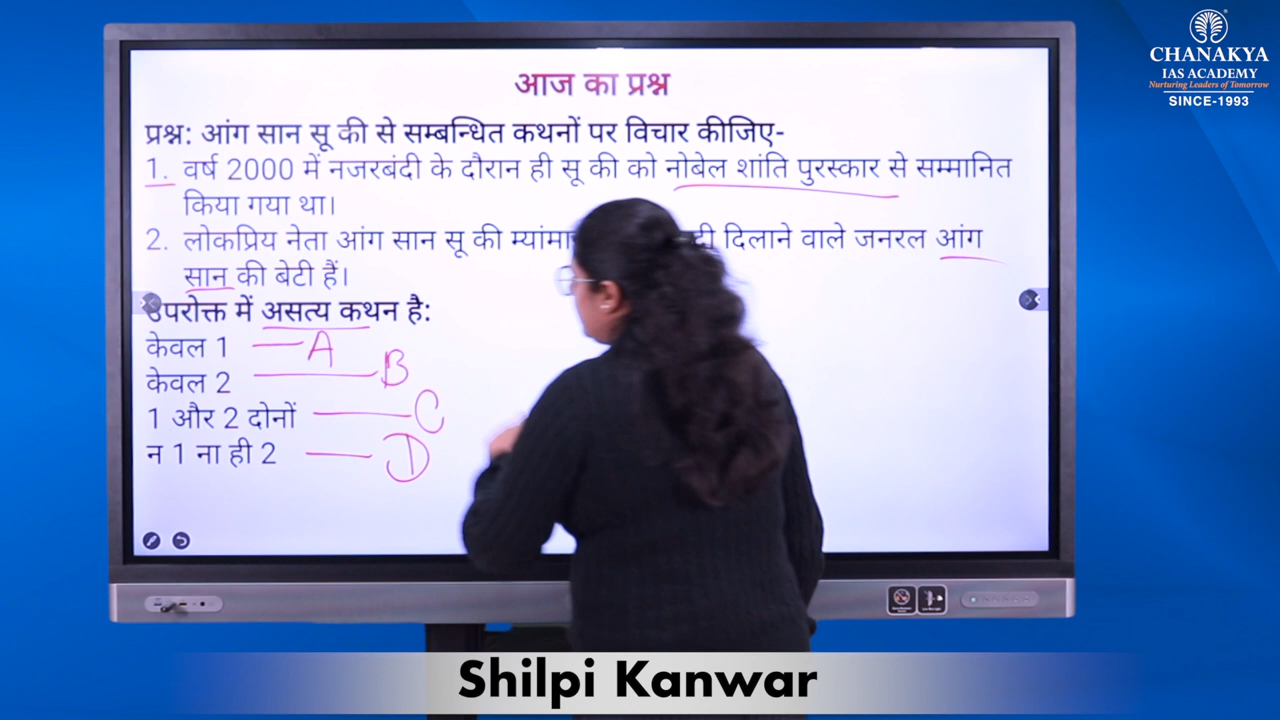 CHANAKYA
IAS ACADEMY
Nurturing Leaders of Tomorrow
SINCE-1993
आज का प्रश्न
प्रश्न: आंग सान सू की से सम्बन्धित कथनों पर विचार कीजिए-
1. वर्ष 2000 में नजरबंदी के दौरान ही सू की को नोबेल शांति पुरस्कार से सम्मानित
किया गया था।
2. लोकप्रिय नेता आंग सान सू की दिलाने वाले जनरल आंग
सान की बेटी हैं।
उपरोक्त में असत्य कथन है:
केवल 1 A
केवल 2 B
1 और 2 दोनों C
न 1 ना ही 2 D
Shilpi Kanwar